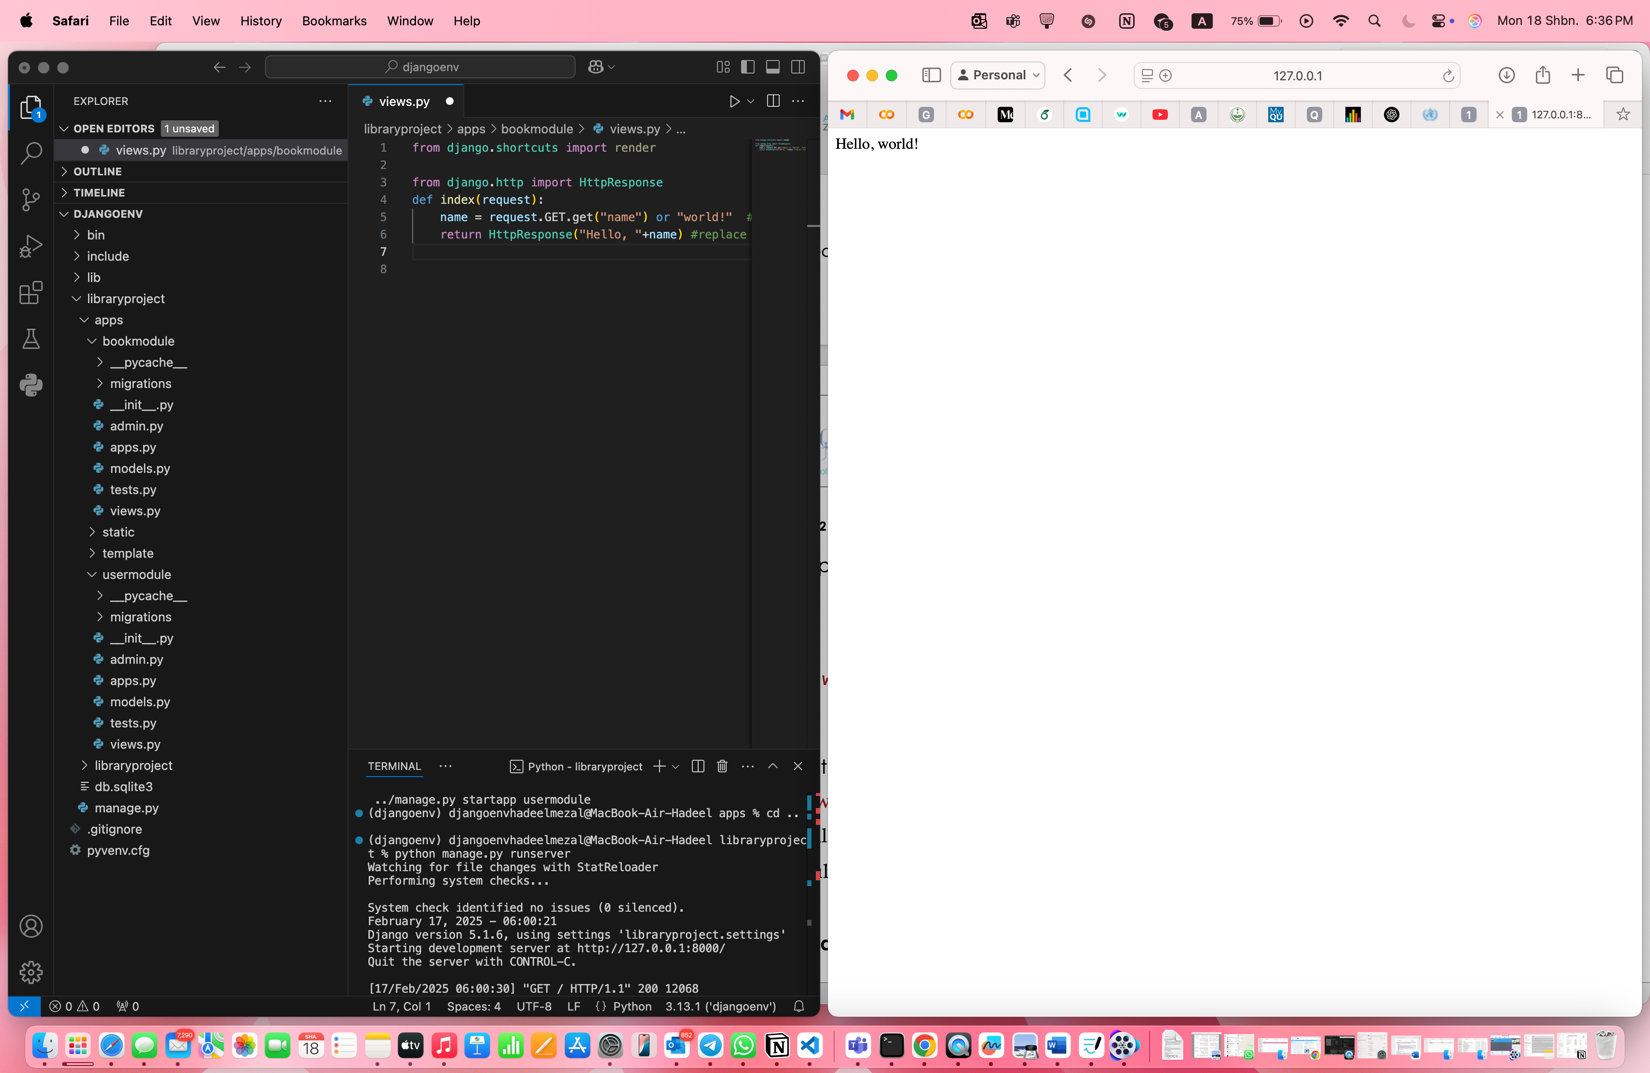 Safari File Edit View History Bookmarks Window Help
75% Mon 18 Shbn. 6:36 PM
djangoenv
EXPLORER
OPEN EDITORS 1 unsaved
views.py libraryproject/apps/bookmodule
OUTLINE
TIMELINE
DJANGOENV
bin
include
lib
libraryproject
apps
bookmodule
__pycache__
migrations
__init__.py
admin.py
apps.py
models.py
tests.py
views.py
static
template
usermodule
__pycache__
migrations
__init__.py
admin.py
apps.py
models.py
tests.py
views.py
libraryproject
db.sqlite3
manage.py
.gitignore
pyvenv.cfg
views.py
libraryproject > apps > bookmodule > views.py > ...
1 from django.shortcuts import render
2
3 from django.http import HttpResponse
4 def index(request):
5 name = request.GET.get("name") or "world!" #
6 return HttpResponse("Hello, "+name) #replace
7
8
TERMINAL Python - libraryproject
../manage.py startapp usermodule
(djangoenv) djangoenvhadeelmezal@MacBook-Air-Hadeel apps % cd ..
(djangoenv) djangoenvhadeelmezal@MacBook-Air-Hadeel libraryprojec
t % python manage.py runserver
Watching for file changes with StatReloader
Performing system checks...
System check identified no issues (0 silenced).
February 17, 2025 - 06:00:21
Django version 5.1.6, using settings 'libraryproject.settings'
Starting development server at http://127.0.0.1:8000/
Quit the server with CONTROL-C.
[17/Feb/2025 06:00:30] "GET / HTTP/1.1" 200 12068
0 0 0 Ln 7, Col 1 Spaces: 4 UTF-8 LF {} Python 3.13.1 ('djangoenv')
Personal
127.0.0.1
127.0.0.1:8...
Hello, world!
7,290
18
tv
852